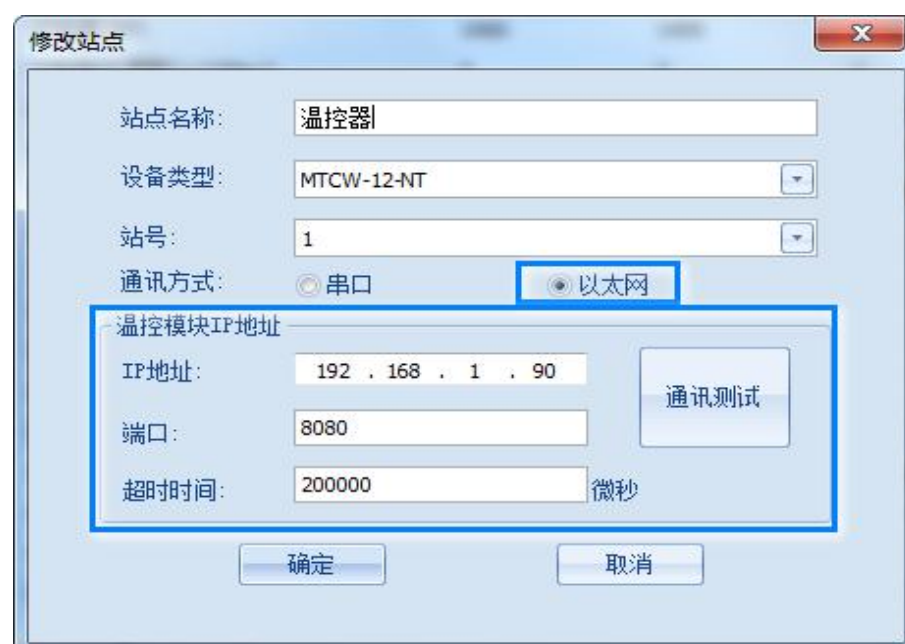 修改站点
站点名称: 温控器
设备类型: MTCW-12-NT
站号: 1
通讯方式: 串口 以太网
温控模块IP地址
IP地址: 192 . 168 . 1 . 90
通讯测试
端口: 8080
超时时间: 200000 微秒
确定 取消